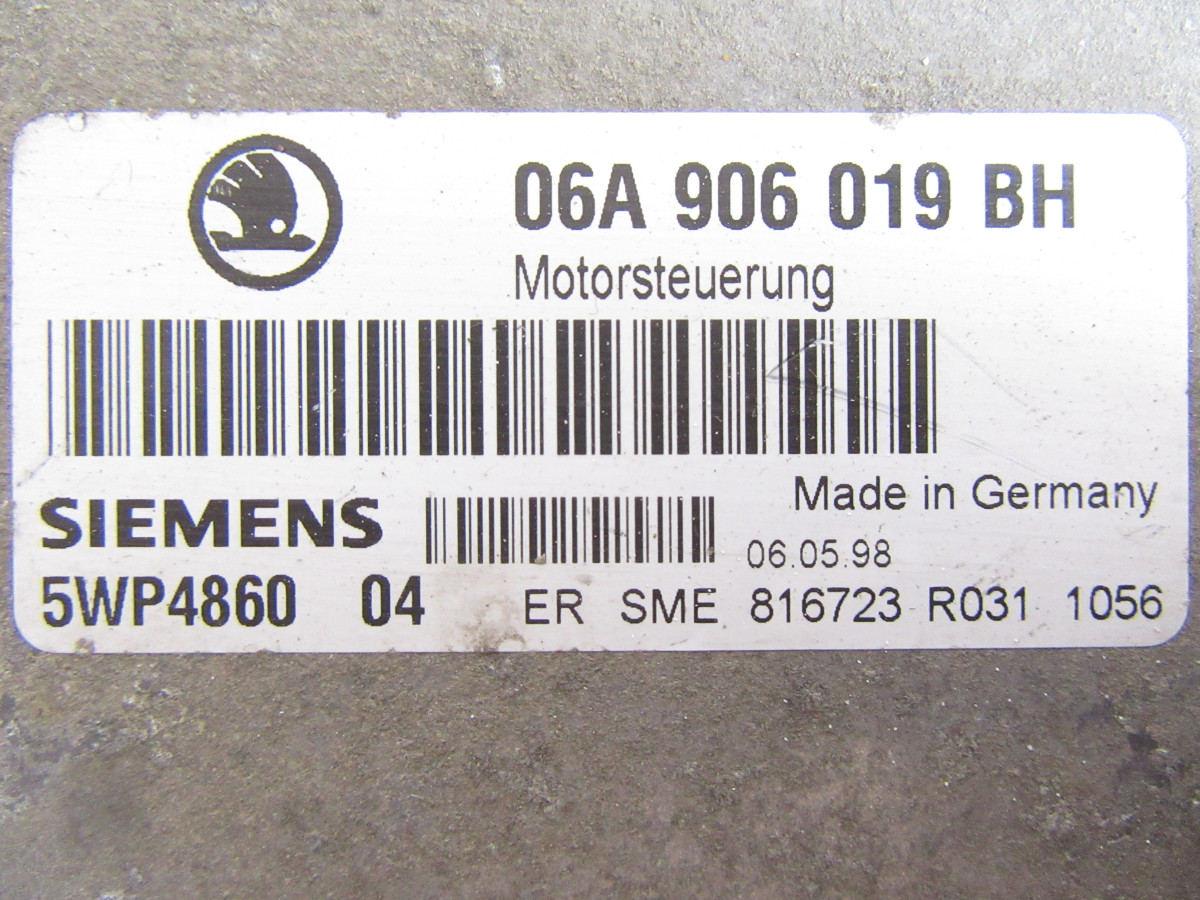 06A 906 019 BH
Motorsteuerung
Made in Germany
SIEMENS
06.05.98
5WP4860 04 ER SME 816723 R031 1056